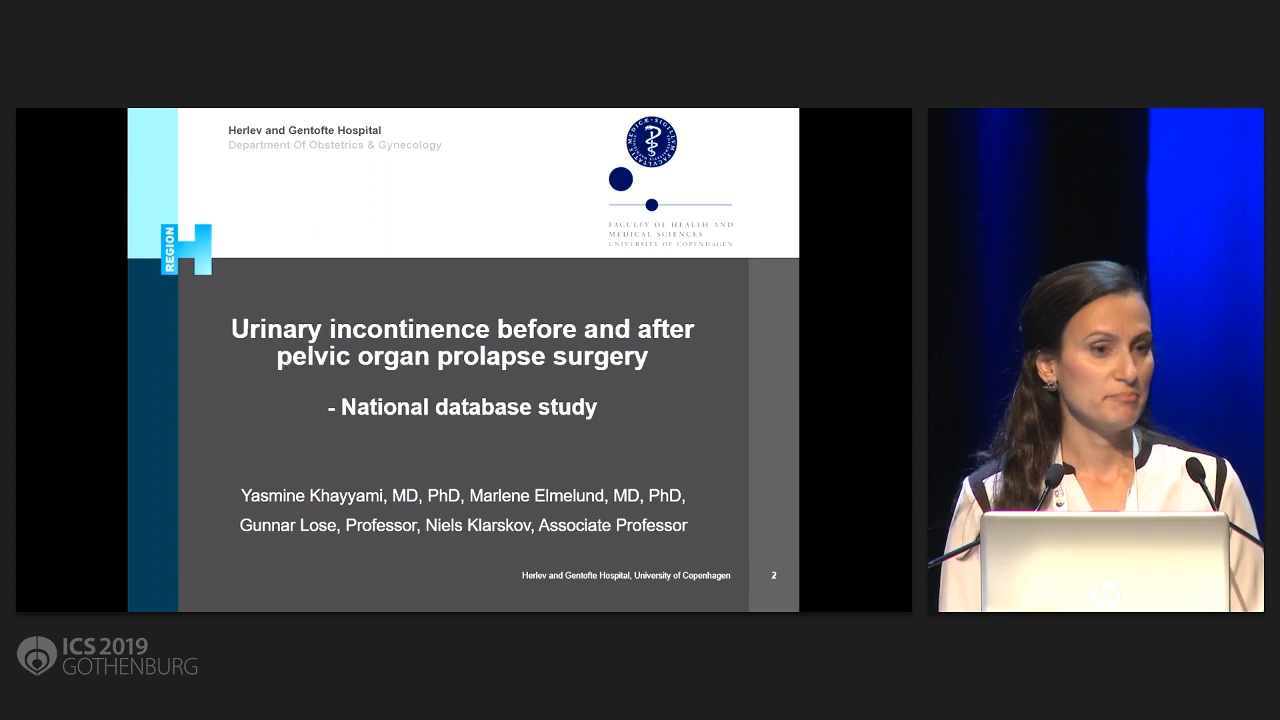 Herlev and Gentofte Hospital
Department Of Obstetrics & Gynecology
FACULTY OF HEALTH AND
MEDICAL SCIENCES
UNIVERSITY OF COPENHAGEN
REGION
Urinary incontinence before and after
pelvic organ prolapse surgery
- National database study
Yasmine Khayyami, MD, PhD, Marlene Elmelund, MD, PhD,
Gunnar Lose, Professor, Niels Klarskov, Associate Professor
Herlev and Gentofte Hospital, University of Copenhagen
2
hp
ICS 2019
GOTHENBURG